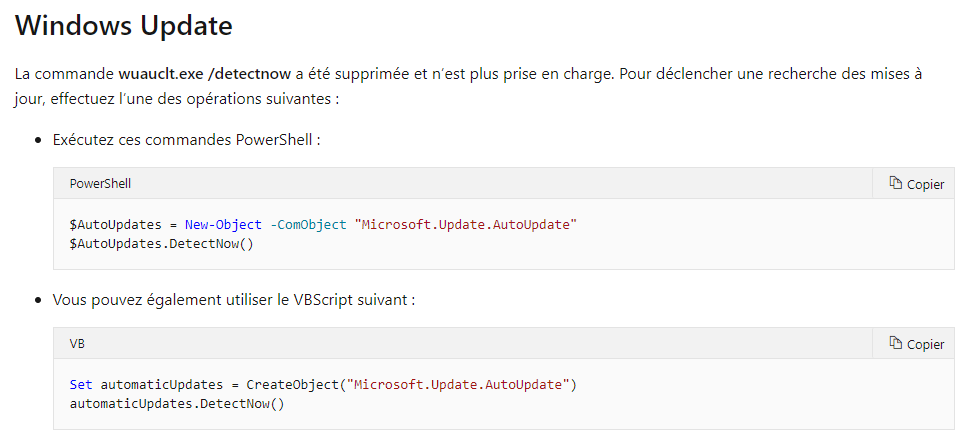 Windows Update
La commande wuauclt.exe /detectnow a été supprimée et n’est plus prise en charge. Pour déclencher une recherche des mises à
jour, effectuez l’une des opérations suivantes :
• Exécutez ces commandes PowerShell :
PowerShell
Copier
$AutoUpdates = New-Object -ComObject "Microsoft.Update.AutoUpdate"
$AutoUpdates.DetectNow()
• Vous pouvez également utiliser le VBScript suivant :
VB
Copier
Set automaticUpdates = CreateObject("Microsoft.Update.AutoUpdate")
automaticUpdates.DetectNow()